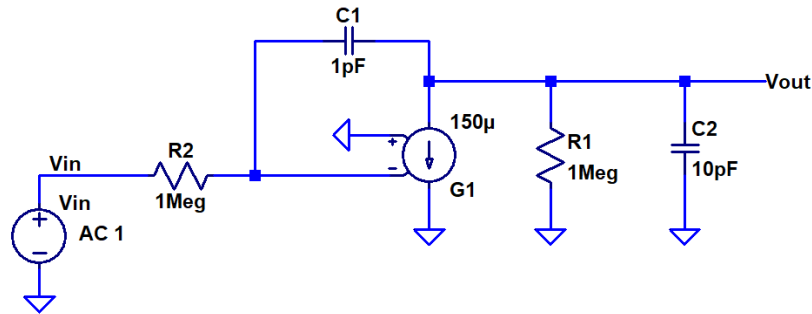 C1
1pF
Vout
150µ
+
R1
1Meg
C2
10pF
Vin
R2
1Meg
–
G1
Vin
+
AC 1
–